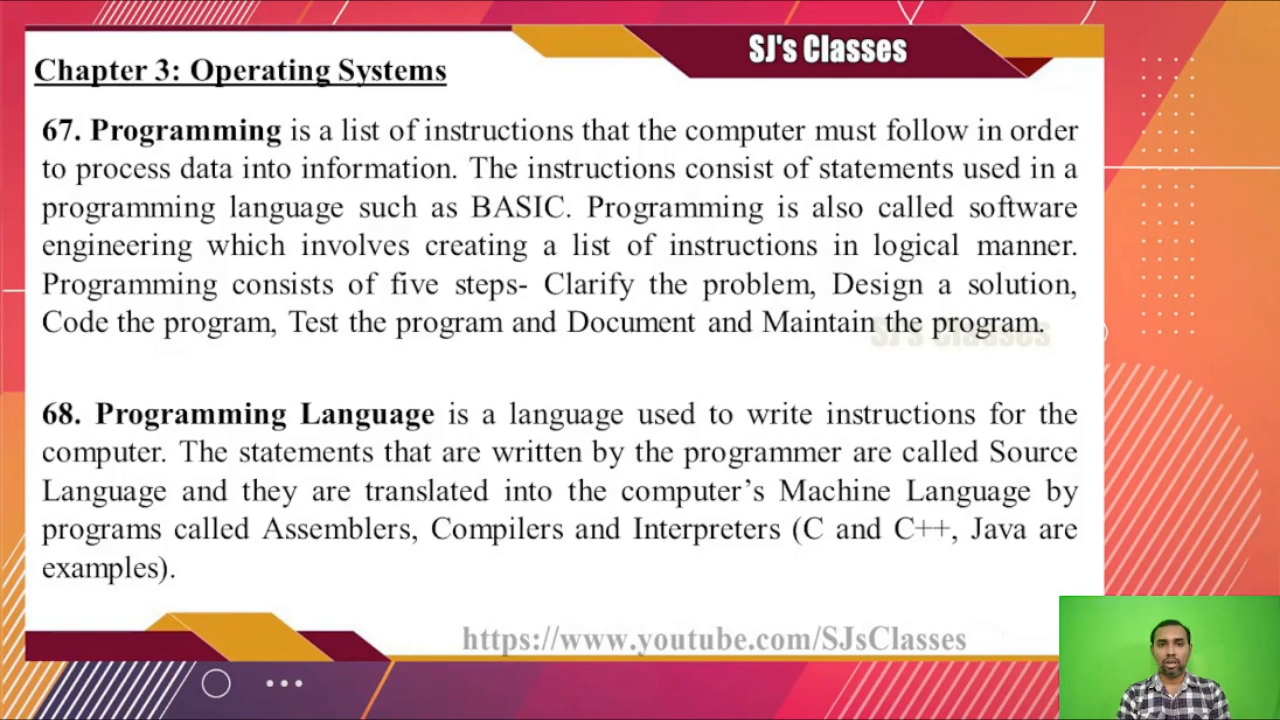 SJ's Classes
Chapter 3: Operating Systems
67. Programming is a list of instructions that the computer must follow in order
to process data into information. The instructions consist of statements used in a
programming language such as BASIC. Programming is also called software
engineering which involves creating a list of instructions in logical manner.
Programming consists of five steps- Clarify the problem, Design a solution,
Code the program, Test the program and Document and Maintain the program.
SJ's Classes
68. Programming Language is a language used to write instructions for the
computer. The statements that are written by the programmer are called Source
Language and they are translated into the computer’s Machine Language by
programs called Assemblers, Compilers and Interpreters (C and C++, Java are
examples).
https://www.youtube.com/SJsClasses